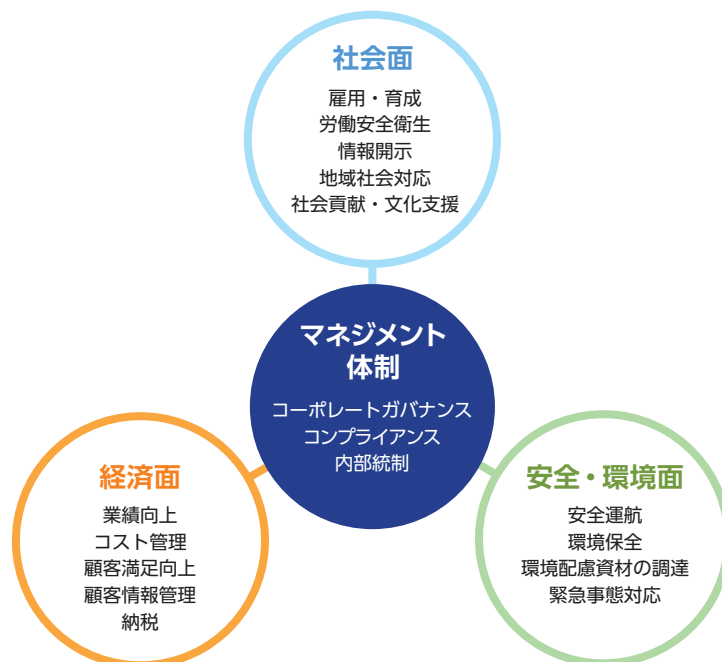 社会面
雇用・育成
労働安全衛生
情報開示
地域社会対応
社会貢献・文化支援
マネジメント
体制
コーポレートガバナンス
コンプライアンス
内部統制
経済面
業績向上
コスト管理
顧客満足向上
顧客情報管理
納税
安全・環境面
安全運航
環境保全
環境配慮資材の調達
緊急事態対応